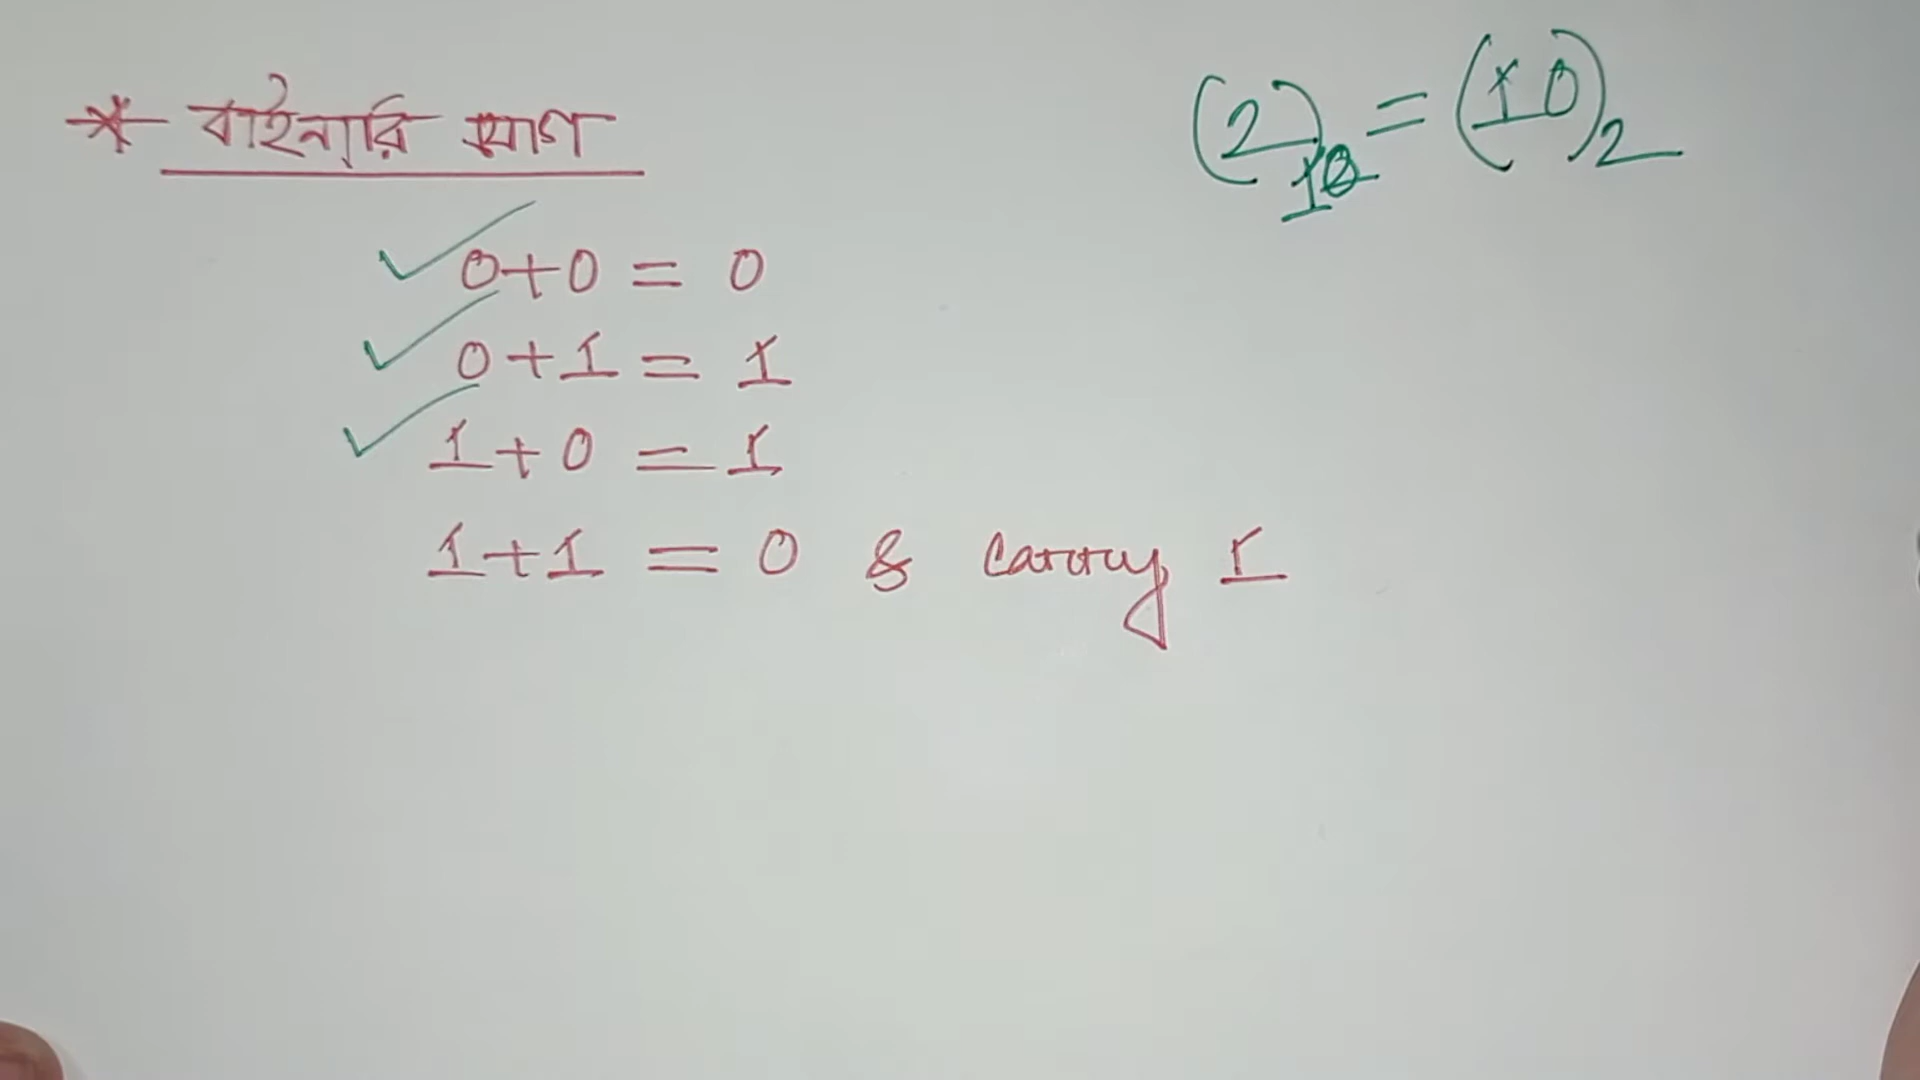 * বাইনারি যোগ
(2)10 = (10)2
0+0 = 0
0+1 = 1
1+0 = 1
1+1 = 0 & carry 1